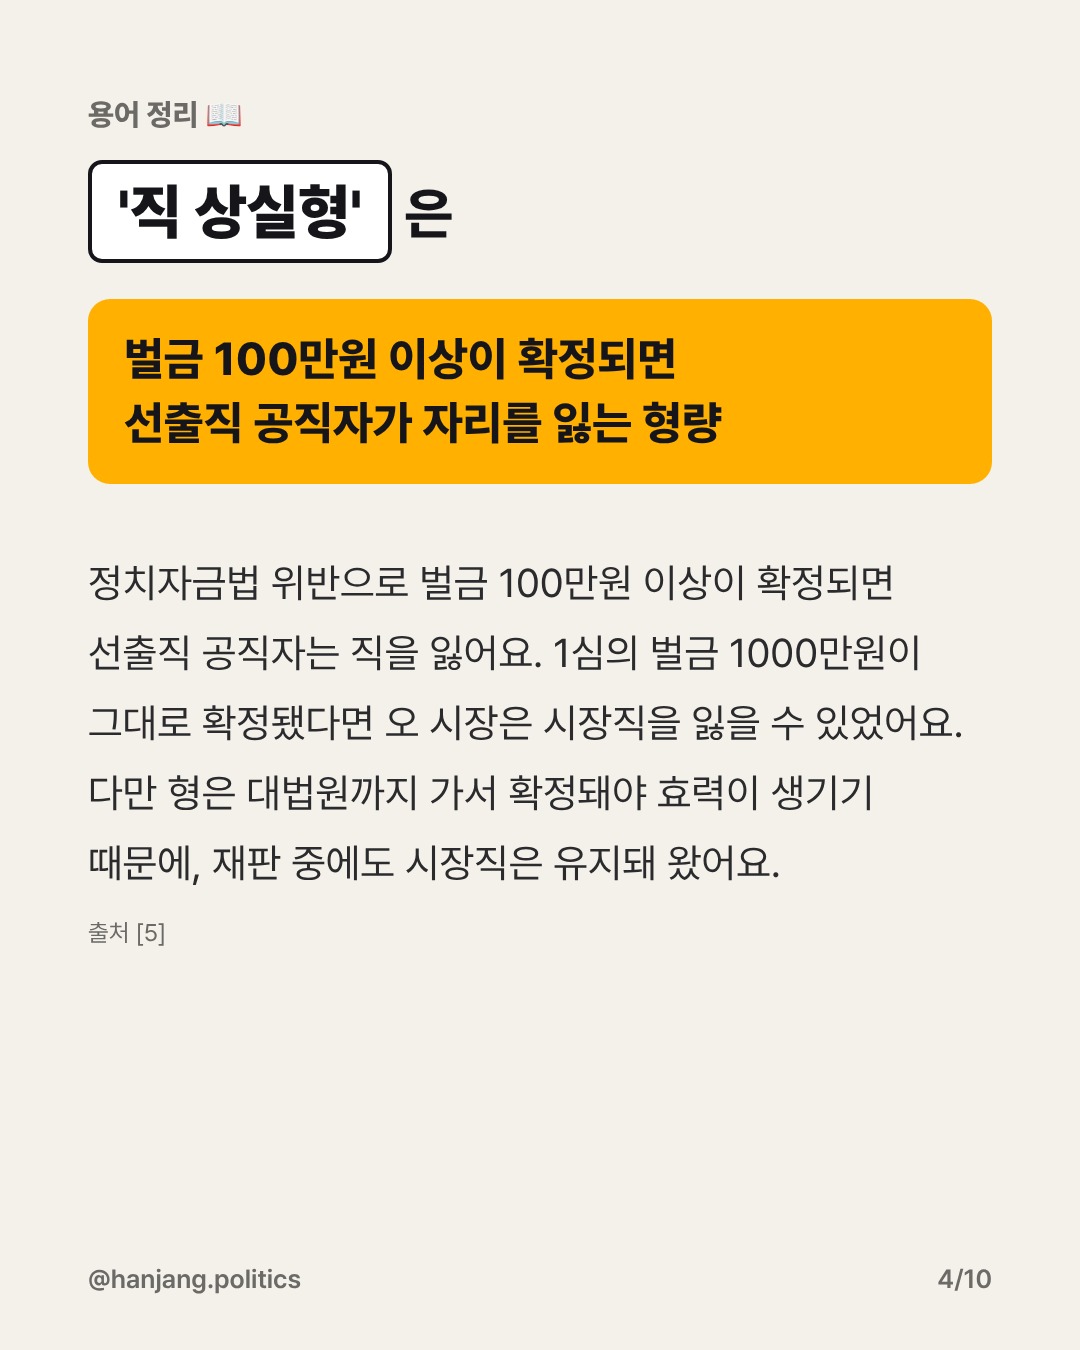 용어 정리 📖
'직 상실형' 은
벌금 100만원 이상이 확정되면
선출직 공직자가 자리를 잃는 형량
정치자금법 위반으로 벌금 100만원 이상이 확정되면
선출직 공직자는 직을 잃어요. 1심의 벌금 1000만원이
그대로 확정됐다면 오 시장은 시장직을 잃을 수 있었어요.
다만 형은 대법원까지 가서 확정돼야 효력이 생기기
때문에, 재판 중에도 시장직은 유지돼 왔어요.
출처 [5]
@hanjang.politics
4/10